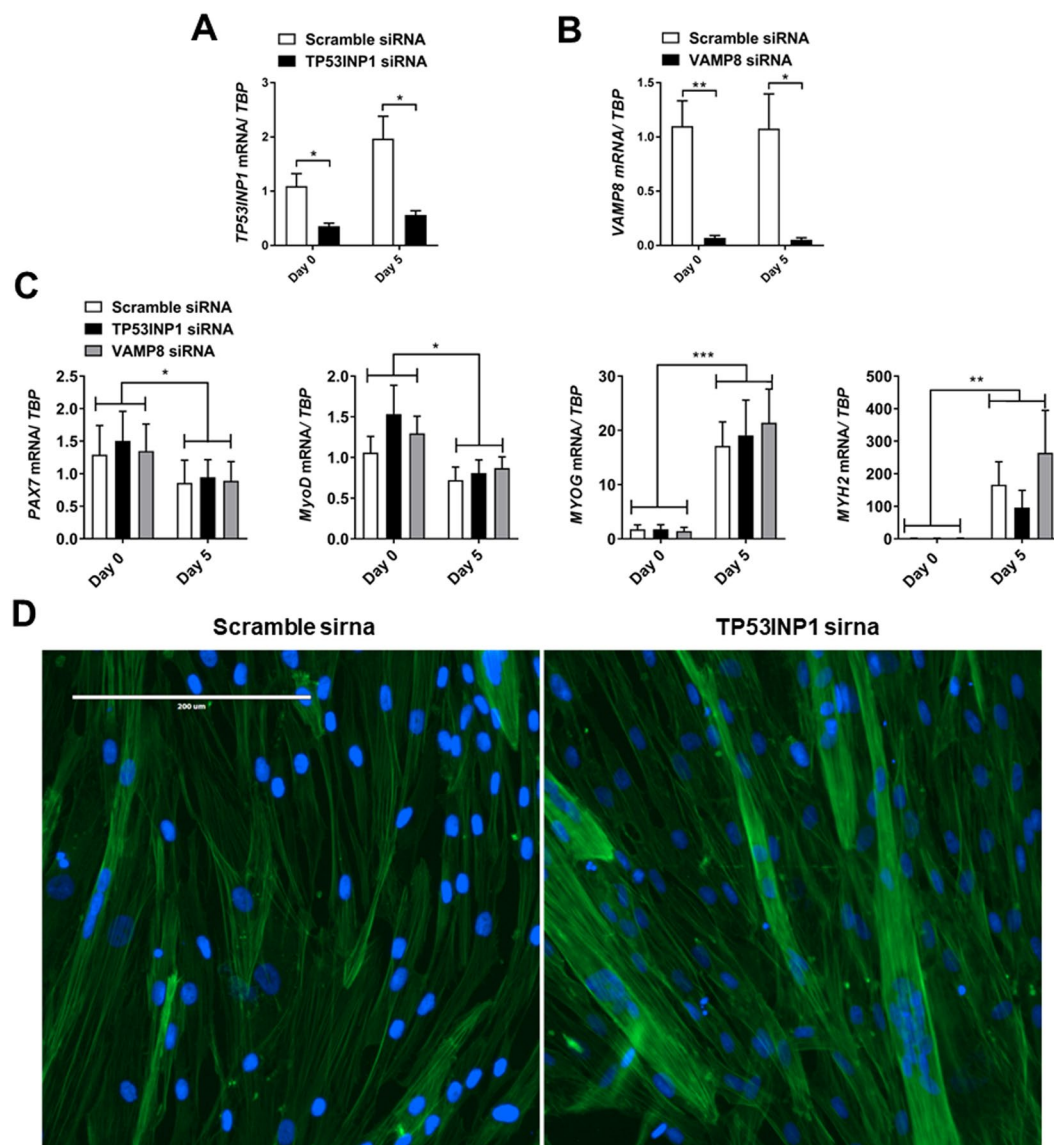 A
Scramble siRNA
TP53INP1 siRNA
TP53INP1 mRNA/ TBP
3
2
1
0
*
*
Day 0
Day 5
B
Scramble siRNA
VAMP8 siRNA
VAMP8 mRNA/ TBP
1.5
1.0
0.5
0.0
**
*
Day 0
Day 5
C
Scramble siRNA
TP53INP1 siRNA
VAMP8 siRNA
PAX7 mRNA/ TBP
2.5
2.0
1.5
1.0
0.5
0.0
*
Day 0
Day 5
MyoD mRNA/ TBP
2.0
1.5
1.0
0.5
0.0
*
Day 0
Day 5
MYOG mRNA/ TBP
30
20
10
0
***
Day 0
Day 5
MYH2 mRNA/ TBP
500
400
300
200
100
0
**
Day 0
Day 5
D
Scramble sirna
TP53INP1 sirna
200 um